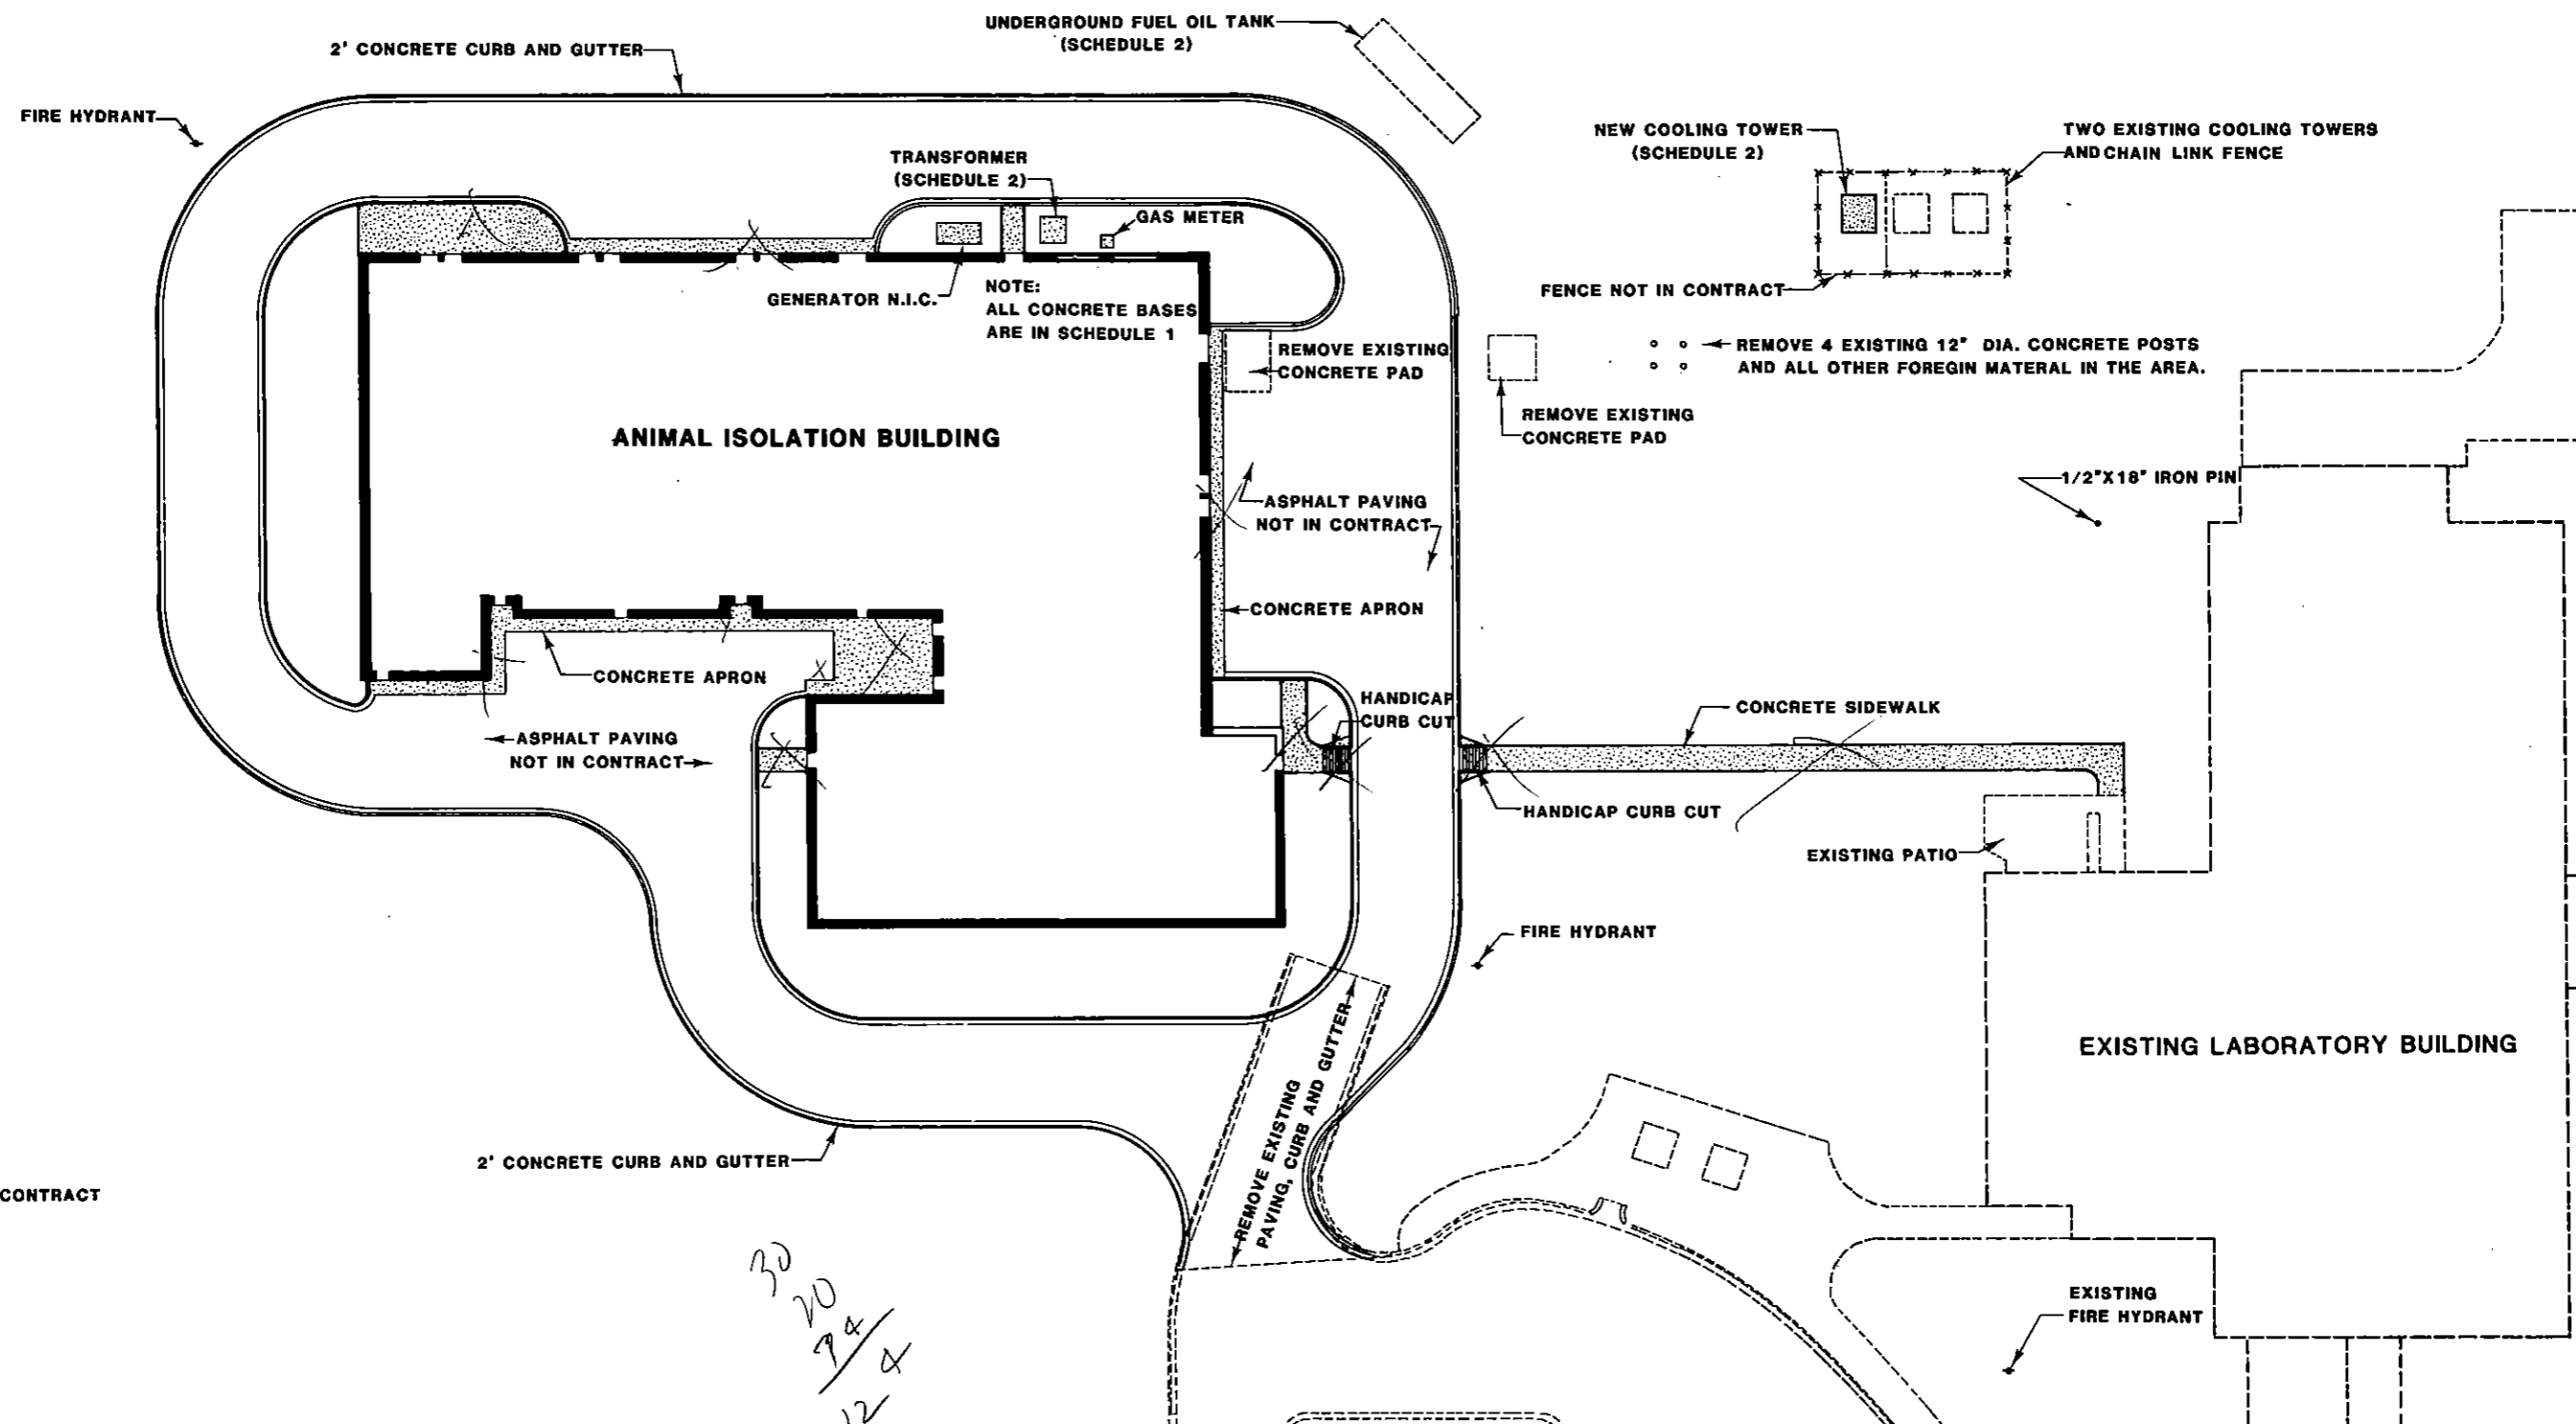 UNDERGROUND FUEL OIL TANK
(SCHEDULE 2)
2' CONCRETE CURB AND GUTTER
FIRE HYDRANT
TRANSFORMER
(SCHEDULE 2)
GAS METER
NEW COOLING TOWER
(SCHEDULE 2)
TWO EXISTING COOLING TOWERS
AND CHAIN LINK FENCE
GENERATOR N.I.C.
NOTE:
ALL CONCRETE BASES
ARE IN SCHEDULE 1
FENCE NOT IN CONTRACT
REMOVE EXISTING
CONCRETE PAD
REMOVE 4 EXISTING 12" DIA. CONCRETE POSTS
AND ALL OTHER FOREGIN MATERAL IN THE AREA.
REMOVE EXISTING
CONCRETE PAD
ANIMAL ISOLATION BUILDING
1/2"X18" IRON PIN
ASPHALT PAVING
NOT IN CONTRACT
CONCRETE APRON
CONCRETE APRON
HANDICAP
CURB CUT
CONCRETE SIDEWALK
ASPHALT PAVING
NOT IN CONTRACT
HANDICAP CURB CUT
EXISTING PATIO
FIRE HYDRANT
EXISTING LABORATORY BUILDING
REMOVE EXISTING
PAVING, CURB AND GUTTER
2' CONCRETE CURB AND GUTTER
CONTRACT
EXISTING
FIRE HYDRANT
30
20